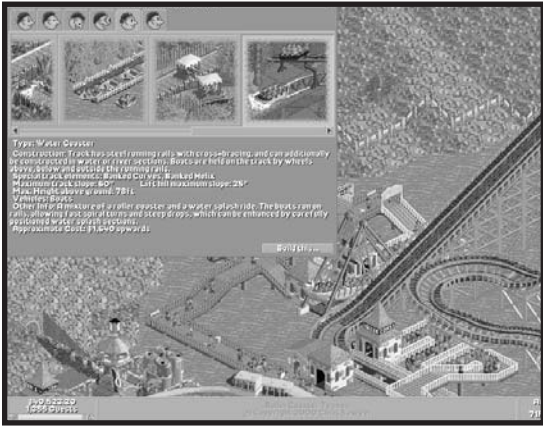 Type: Water Coaster
Construction: Track has steel running rails with cross-bracing, and can additionally
be constructed in water or river sections. Boats are held on the track by wheels
above, below and outside the running rails.
Special track elements: Banked Curves, Banked Helix
Maximum track slope: 60° Lift hill maximum slope: 25°
Max. Height above ground: 78ft.
Vehicles: Boats
Other Info: A mixture of a roller coaster and a water splash ride. The boats run on
rails, allowing fast spiral turns and steep drops, which can be enhanced by carefully
positioned water splash sections.
Approximate Cost: $1,640 upwards
Build this...
Guests